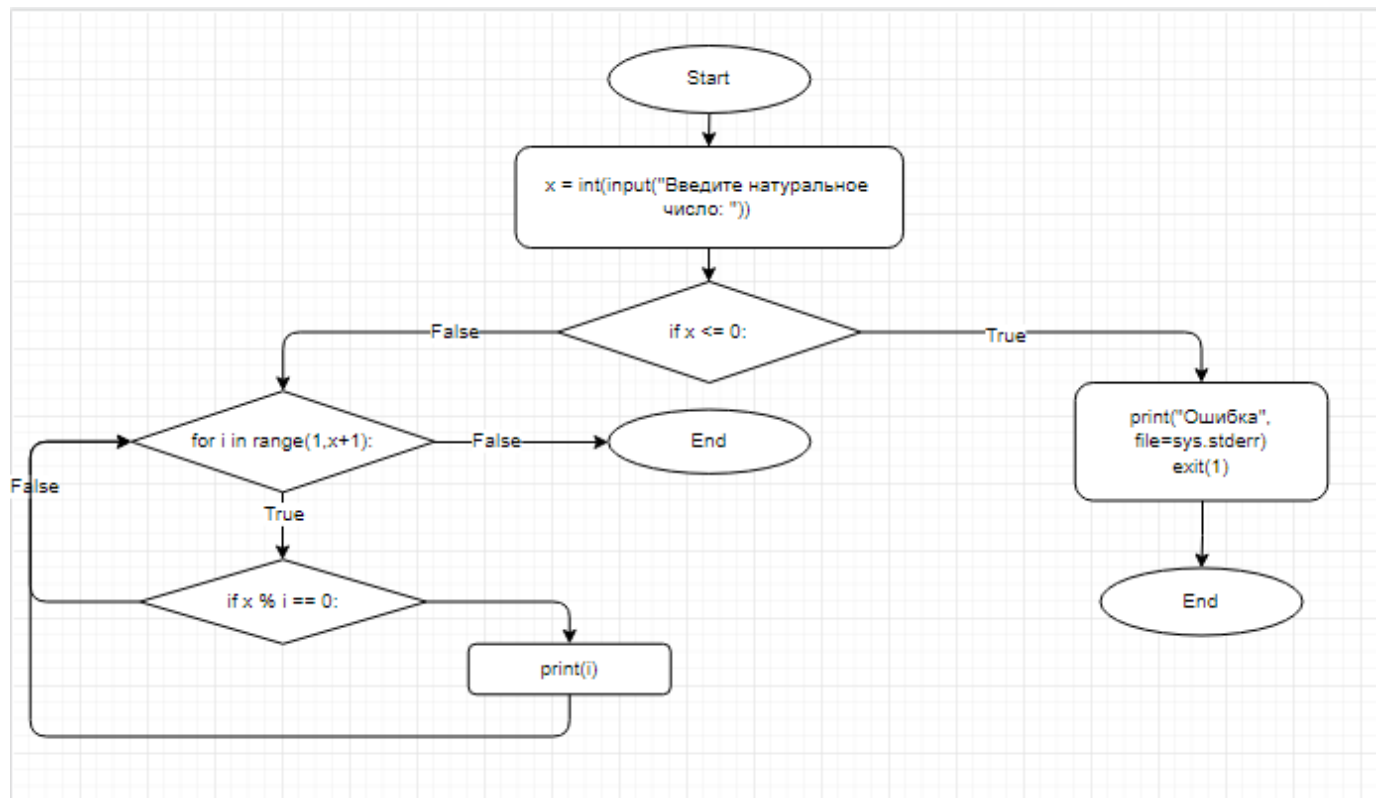 Start
x = int(input("Введите натуральное
число: "))
if x <= 0:
False
True
for i in range(1,x+1):
False
End
print("Ошибка",
file=sys.stderr)
exit(1)
False
True
if x % i == 0:
End
print(i)